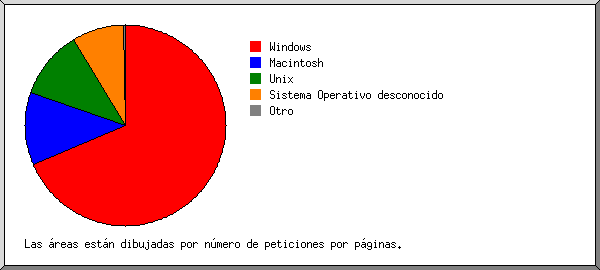 Windows
Macintosh
Unix
Sistema Operativo desconocido
Otro
Las áreas están dibujadas por número de peticiones por páginas.